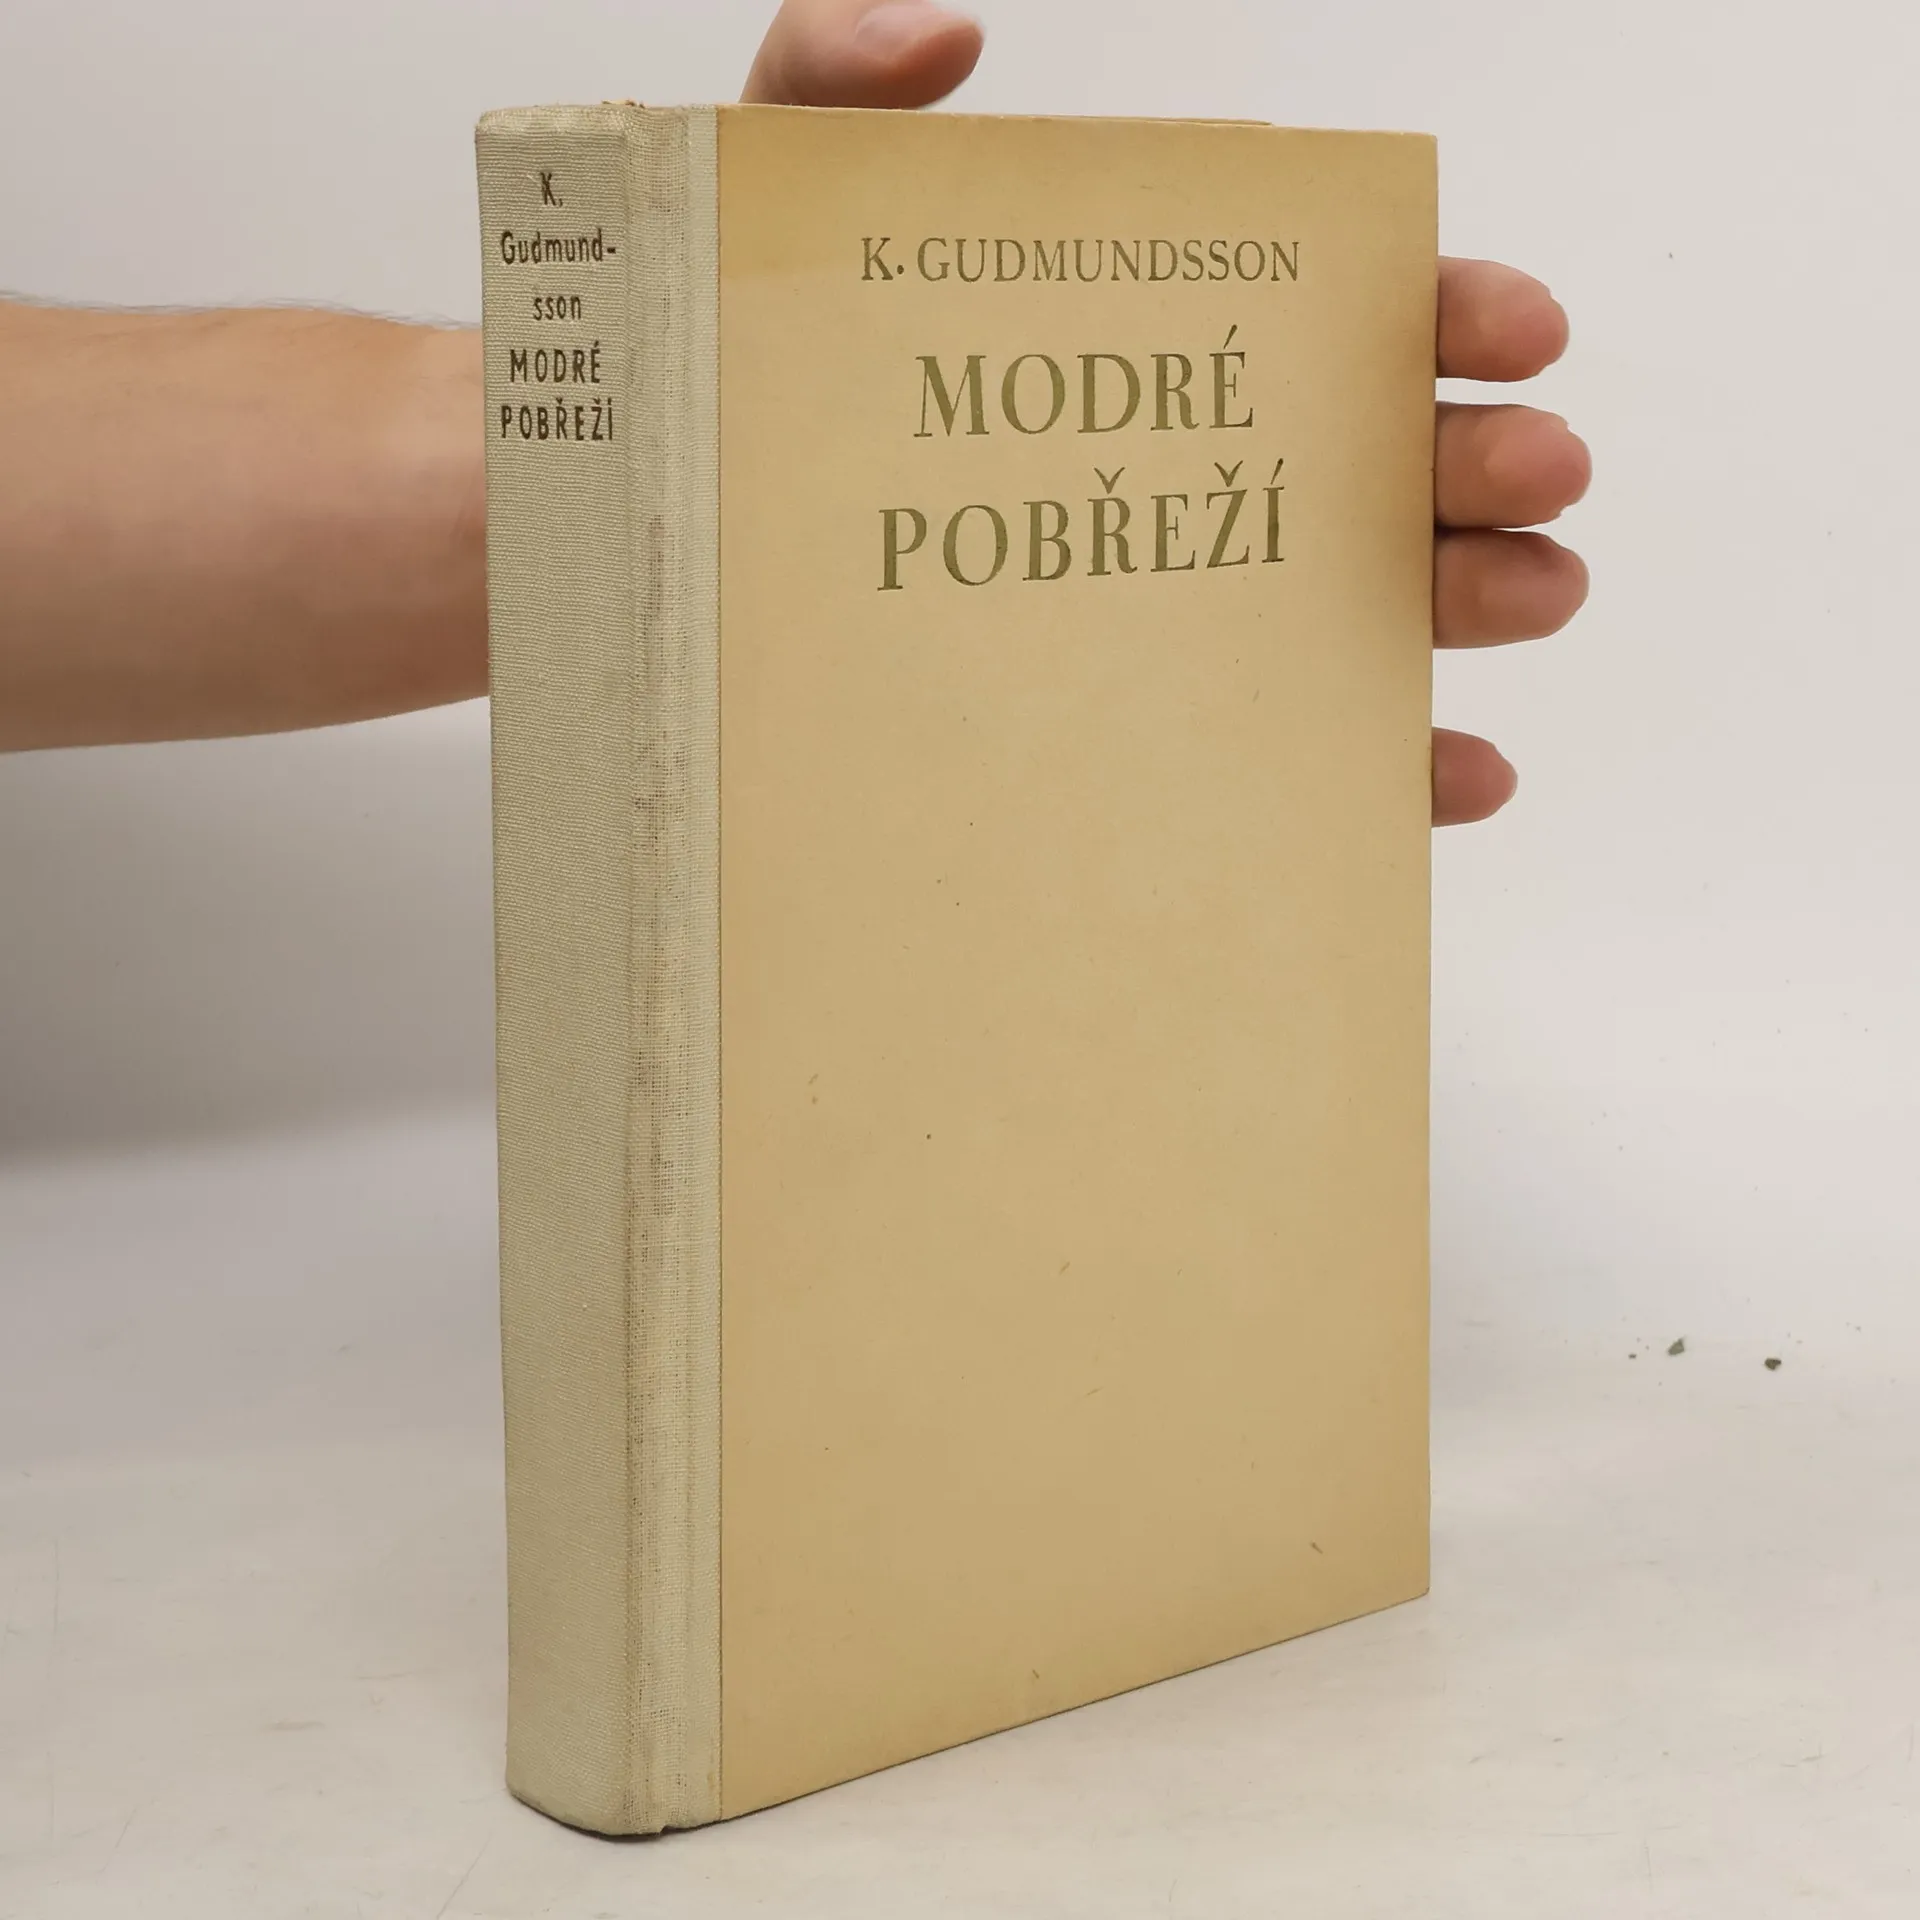 K.
Gudmund-
sson
MODRÉ
POBŘEŽÍ
K. GUDMUNDSSON
MODRÉ
POBŘEŽÍ